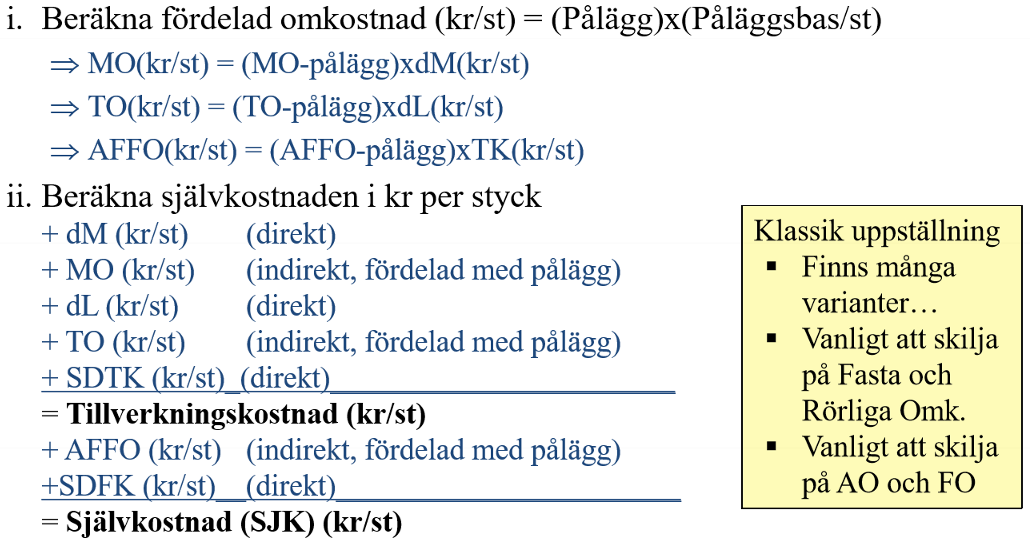 i. Beräkna fördelad omkostnad (kr/st) = (Pålägg)x(Påläggsbas/st)
⇒ MO(kr/st) = (MO-pålägg)xdM(kr/st)
⇒ TO(kr/st) = (TO-pålägg)xdL(kr/st)
⇒ AFFO(kr/st) = (AFFO-pålägg)xTK(kr/st)
ii. Beräkna självkostnaden i kr per styck
+ dM (kr/st) (direkt)
+ MO (kr/st) (indirekt, fördelad med pålägg)
+ dL (kr/st) (direkt)
+ TO (kr/st) (indirekt, fördelad med pålägg)
+ SDTK (kr/st)_(direkt)
= Tillverkningskostnad (kr/st)
+ AFFO (kr/st) (indirekt, fördelad med pålägg)
+SDFK (kr/st)__(direkt)
= Självkostnad (SJK) (kr/st)
Klassik uppställning
▪ Finns många
varianter…
▪ Vanligt att skilja
på Fasta och
Rörliga Omk.
▪ Vanligt att skilja
på AO och FO